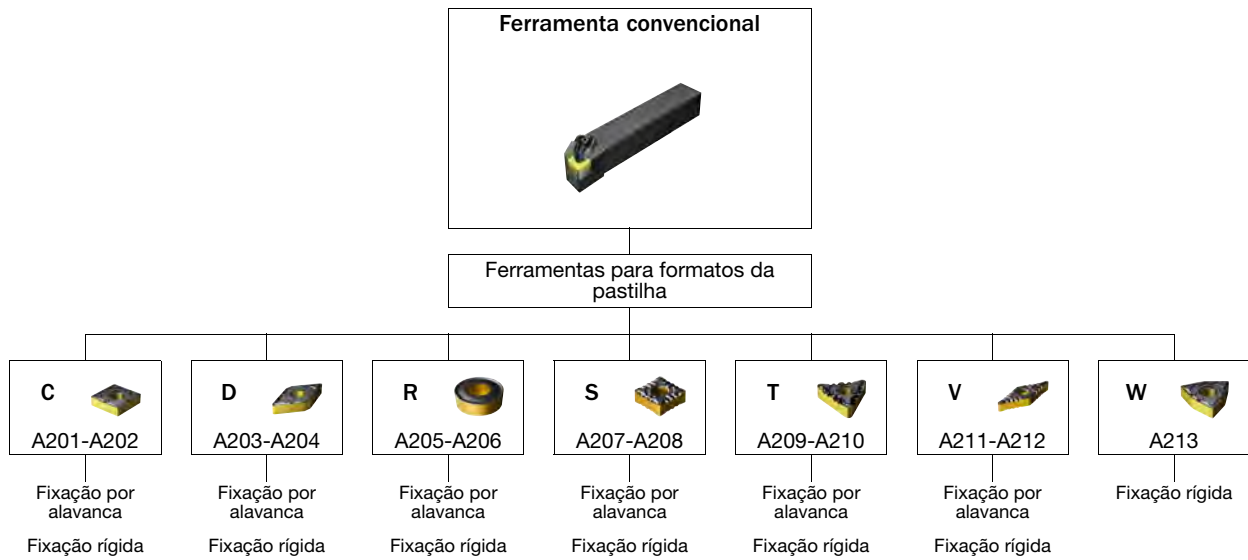 Ferramenta convencional
Ferramentas para formatos da
pastilha
C
D
R
S
T
V
W
A201-A202
A203-A204
A205-A206
A207-A208
A209-A210
A211-A212
A213
Fixação por
alavanca
Fixação rígida
Fixação por
alavanca
Fixação rígida
Fixação por
alavanca
Fixação rígida
Fixação por
alavanca
Fixação rígida
Fixação por
alavanca
Fixação rígida
Fixação por
alavanca
Fixação rígida
Fixação rígida